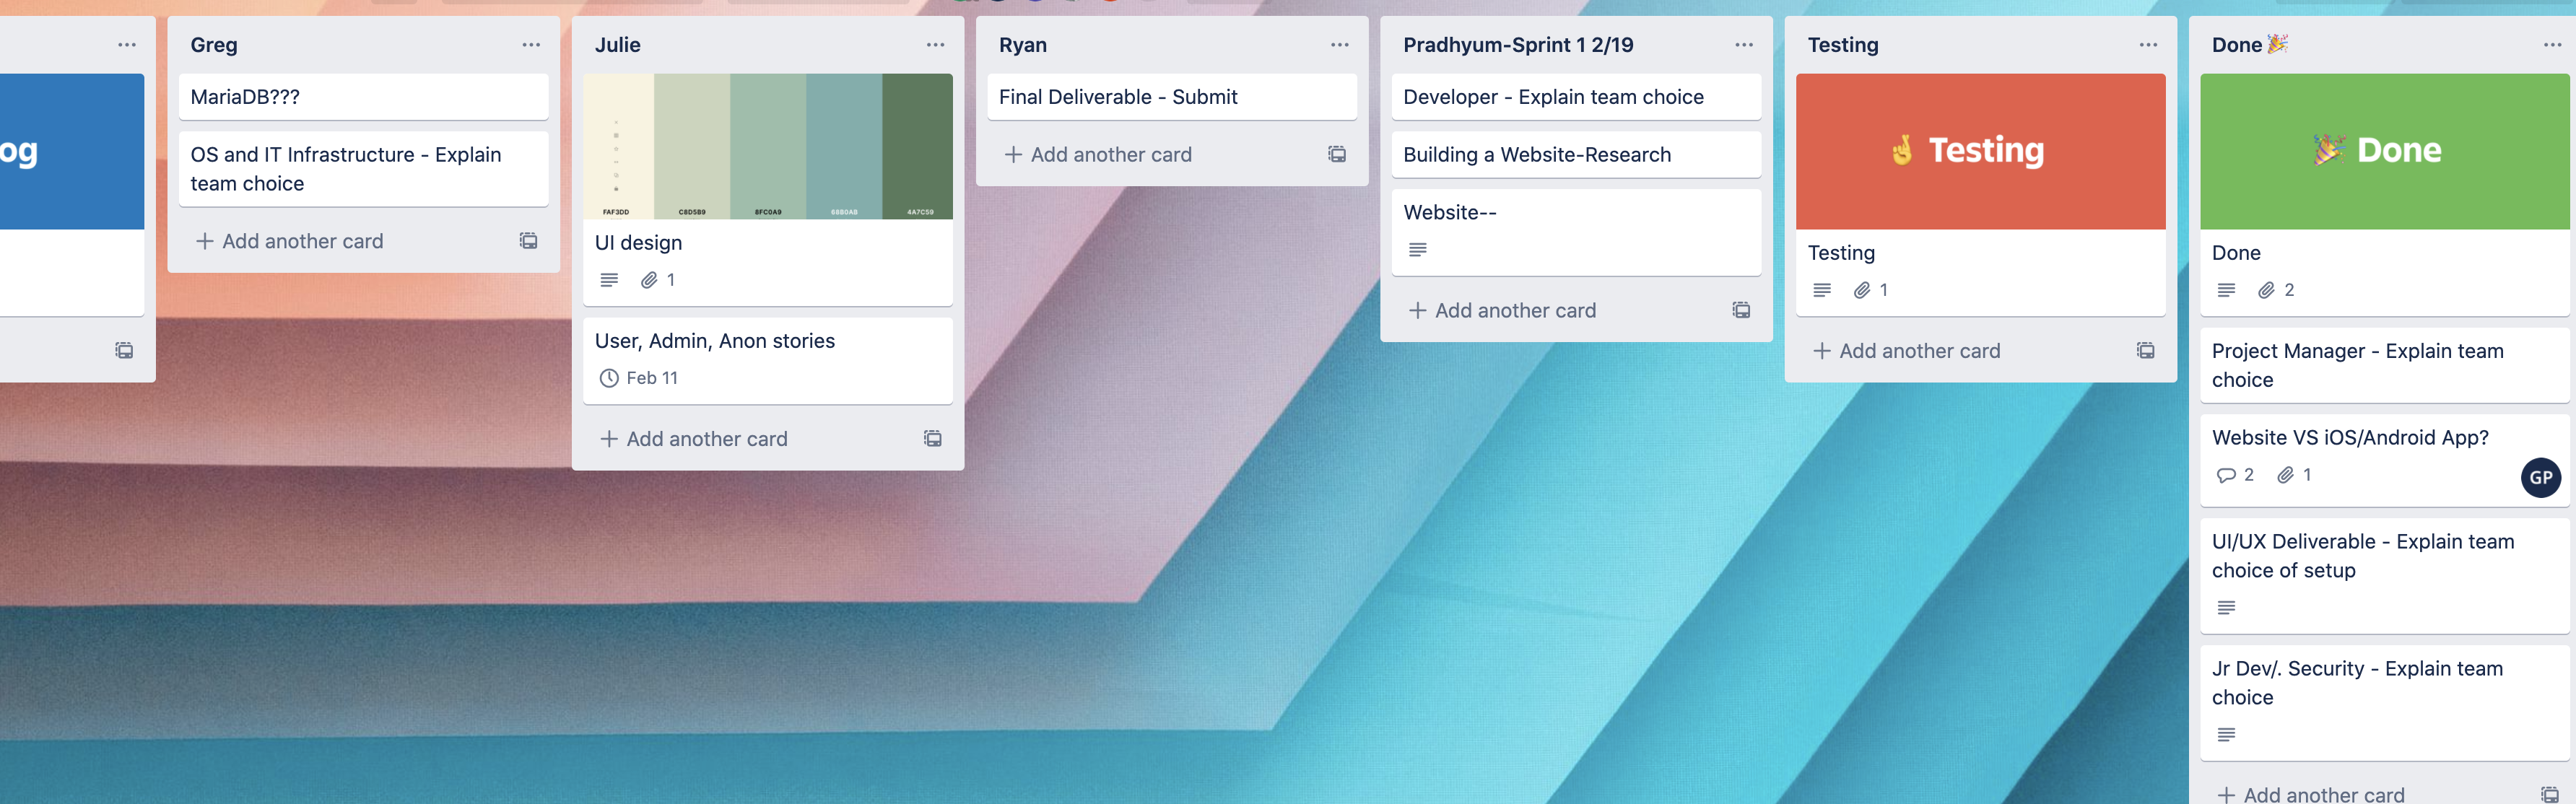 og
Greg
MariaDB???
OS and IT Infrastructure - Explain
team choice
+ Add another card
Julie
FAF3DD
C8D5B9
8FC0A9
68B0AB
4A7C59
UI design
1
User, Admin, Anon stories
Feb 11
+ Add another card
Ryan
Final Deliverable - Submit
+ Add another card
Pradhyum-Sprint 1 2/19
Developer - Explain team choice
Building a Website-Research
Website--
+ Add another card
Testing
🤞 Testing
Testing
1
+ Add another card
Done🎉
🎉 Done
Done
2
Project Manager - Explain team
choice
Website VS iOS/Android App?
2 1
GP
UI/UX Deliverable - Explain team
choice of setup
Jr Dev/. Security - Explain team
choice
+ Add another card